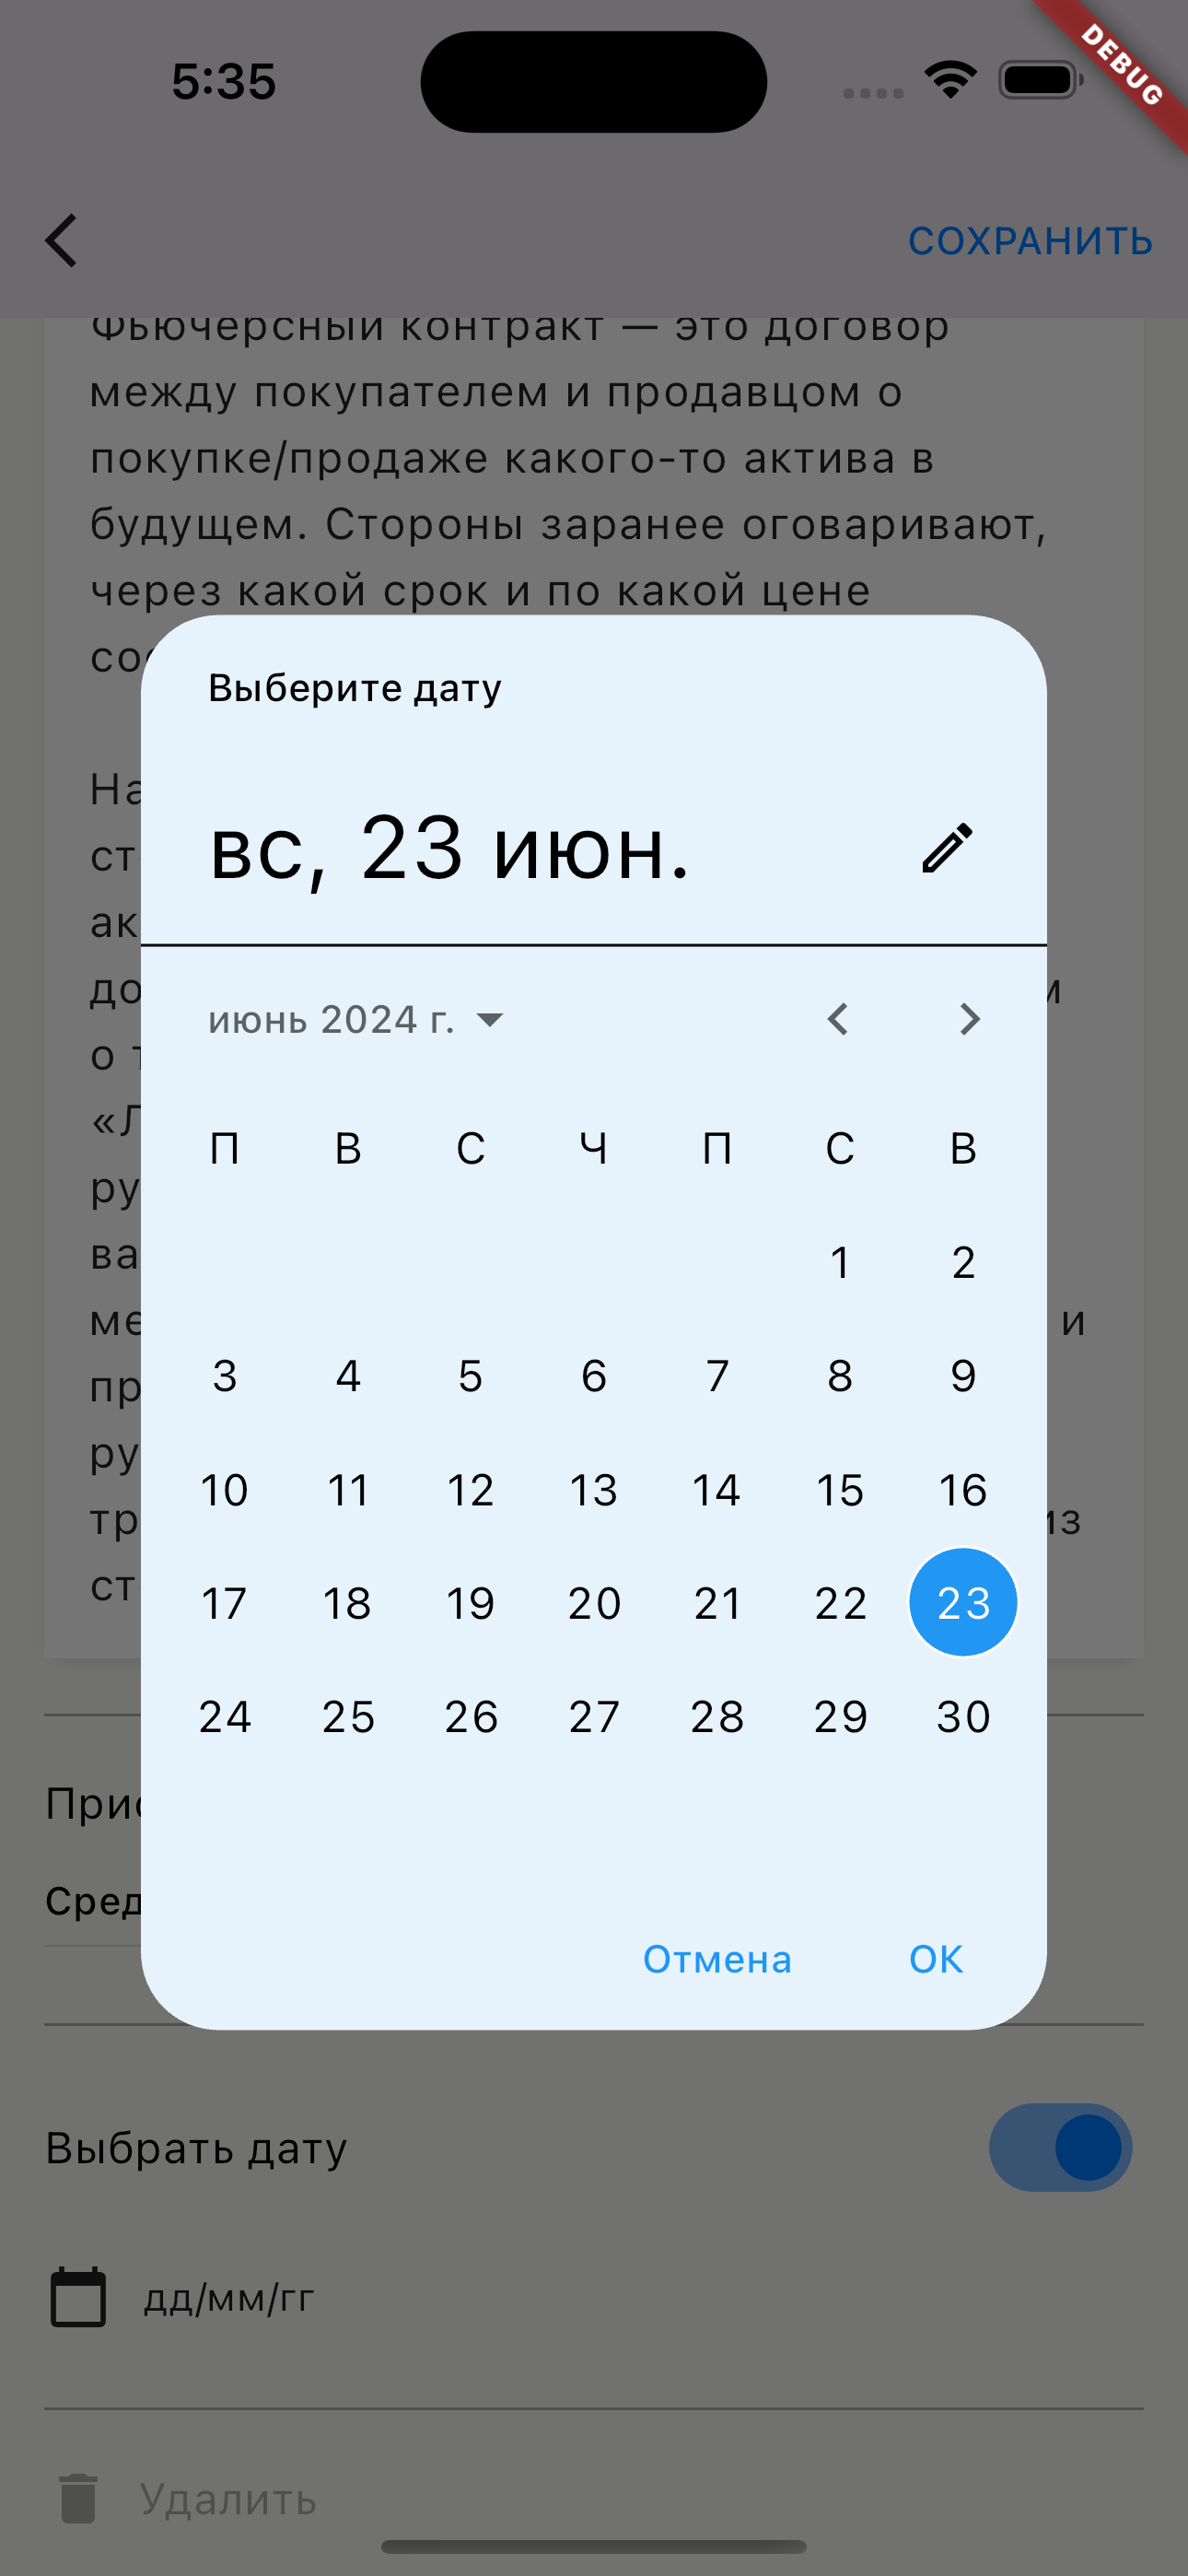 5:35
DEBUG
СОХРАНИТЬ
Фьючерсный контракт — это договор
между покупателем и продавцом о
покупке/продаже какого-то актива в
будущем. Стороны заранее оговаривают,
через какой срок и по какой цене
Выберите дату
вс, 23 июн.
июнь 2024 г.
П В С Ч П С В
1 2
3 4 5 6 7 8 9
10 11 12 13 14 15 16
17 18 19 20 21 22 23
24 25 26 27 28 29 30
Отмена ОК
о
и
Выбрать дату
дд/мм/гг
Удалить